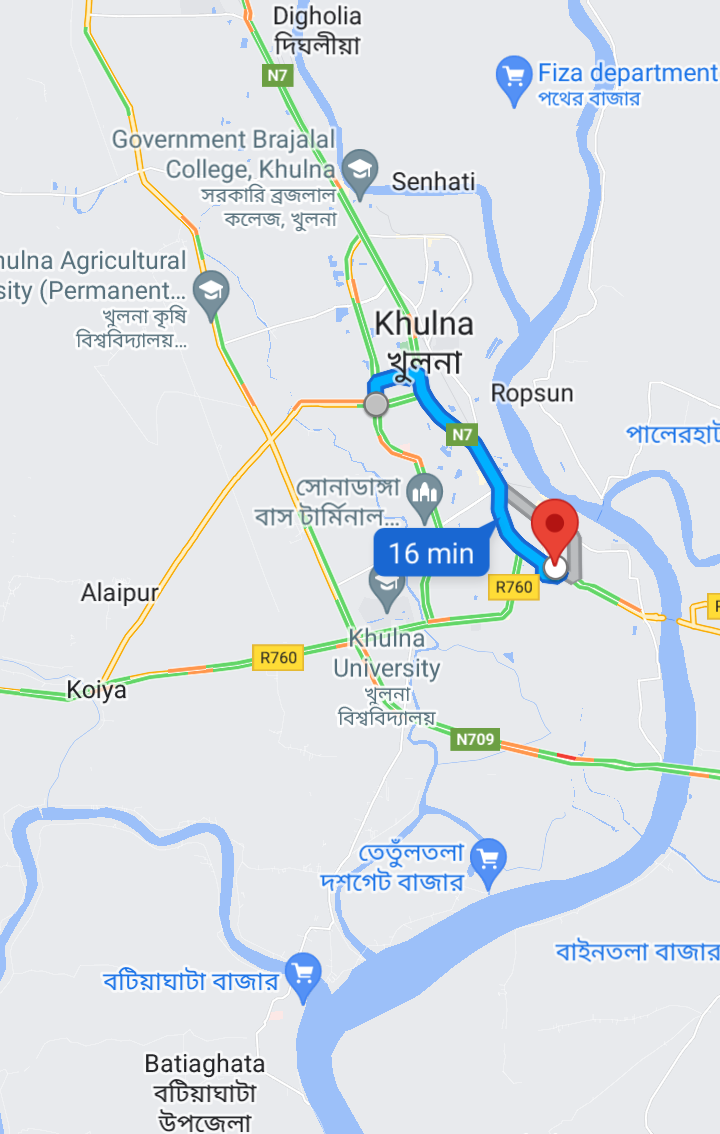 Digholia
দিঘলীয়া
N7
Fiza department
পথের বাজার
Government Brajalal
College, Khulna
সরকারি ব্রজলাল
কলেজ, খুলনা
Senhati
hulna Agricultural
sity (Permanent...
খুলনা কৃষি
বিশ্ববিদ্যালয়...
Khulna
খুলনা
Ropsun
N7
পালেরহাট
সোনাডাঙ্গা
বাস টার্মিনাল...
16 min
R760
Alaipur
Khulna
University
খুলনা
বিশ্ববিদ্যালয়
R760
Koiya
N709
তেতুঁলতলা
দশগেট বাজার
বাইনতলা বাজার
বটিয়াঘাটা বাজার
Batiaghata
বটিয়াঘাটা
উপজেলা